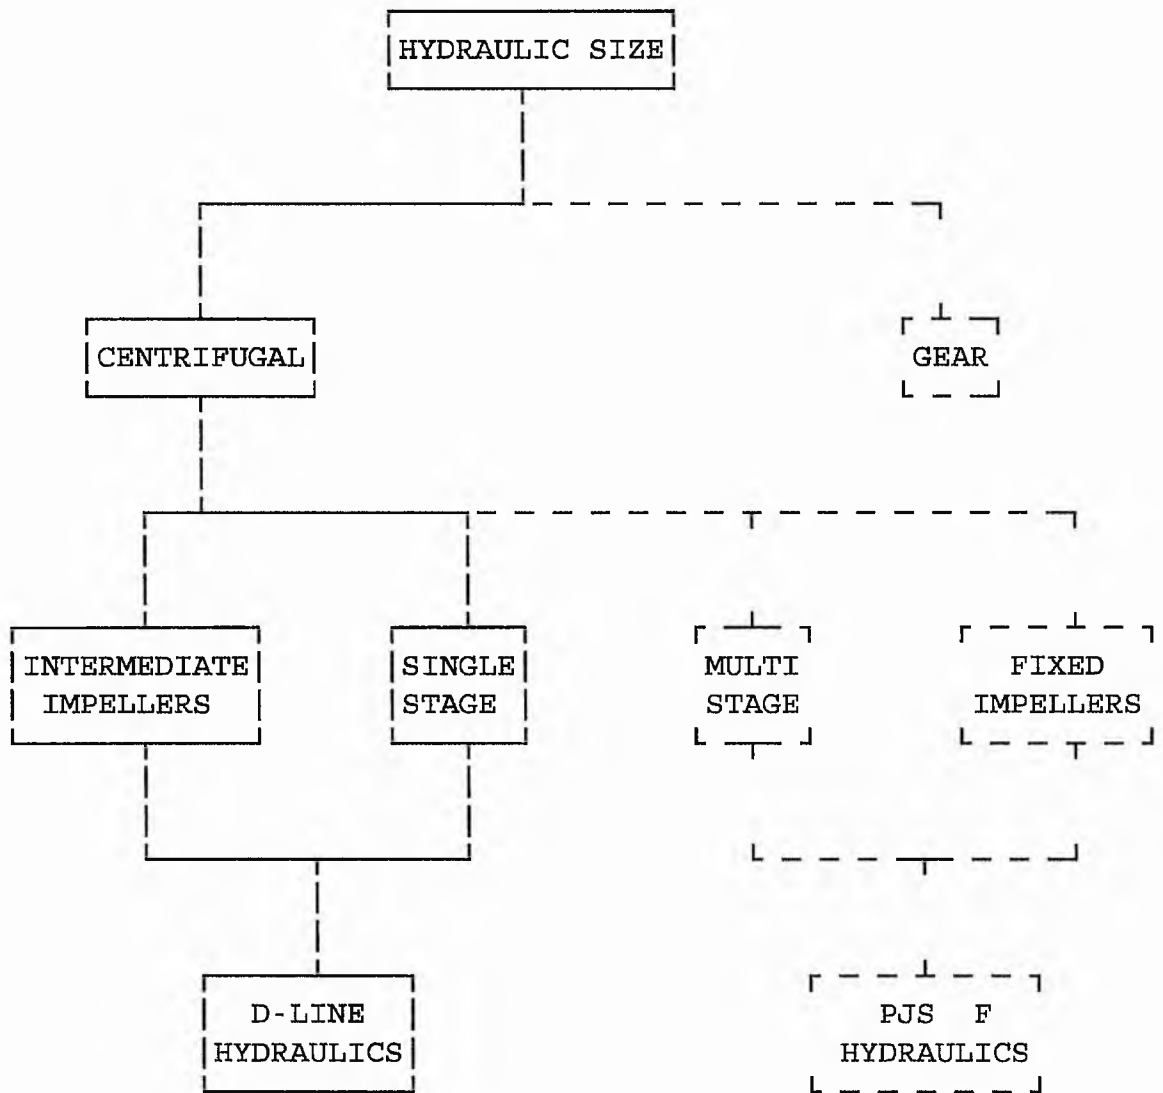 HYDRAULIC SIZE
CENTRIFUGAL
GEAR
INTERMEDIATE
IMPELLERS
SINGLE
STAGE
MULTI
STAGE
FIXED
IMPELLERS
D-LINE
HYDRAULICS
PJS F
HYDRAULICS